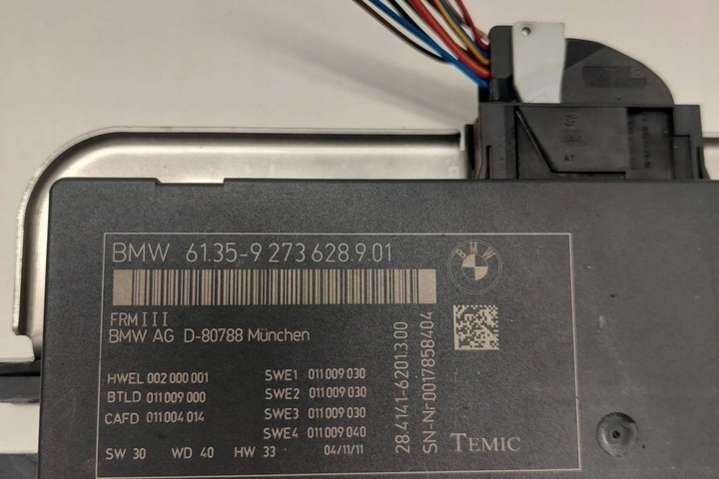 BMW 61.35-9 273 628.9.01
BMW
FRM III
BMW AG D-80788 München
HWEL 002 000 001
BTLD 011 009 000
CAFD 011 004 014
SWE1 011 009 030
SWE2 011 009 030
SWE3 011 009 030
SWE4 011 009 040
SW 30 WD 40 HW 33 04/11/11
28 4141-6201 3 00
SN-Nr 0017858404
TEMIC